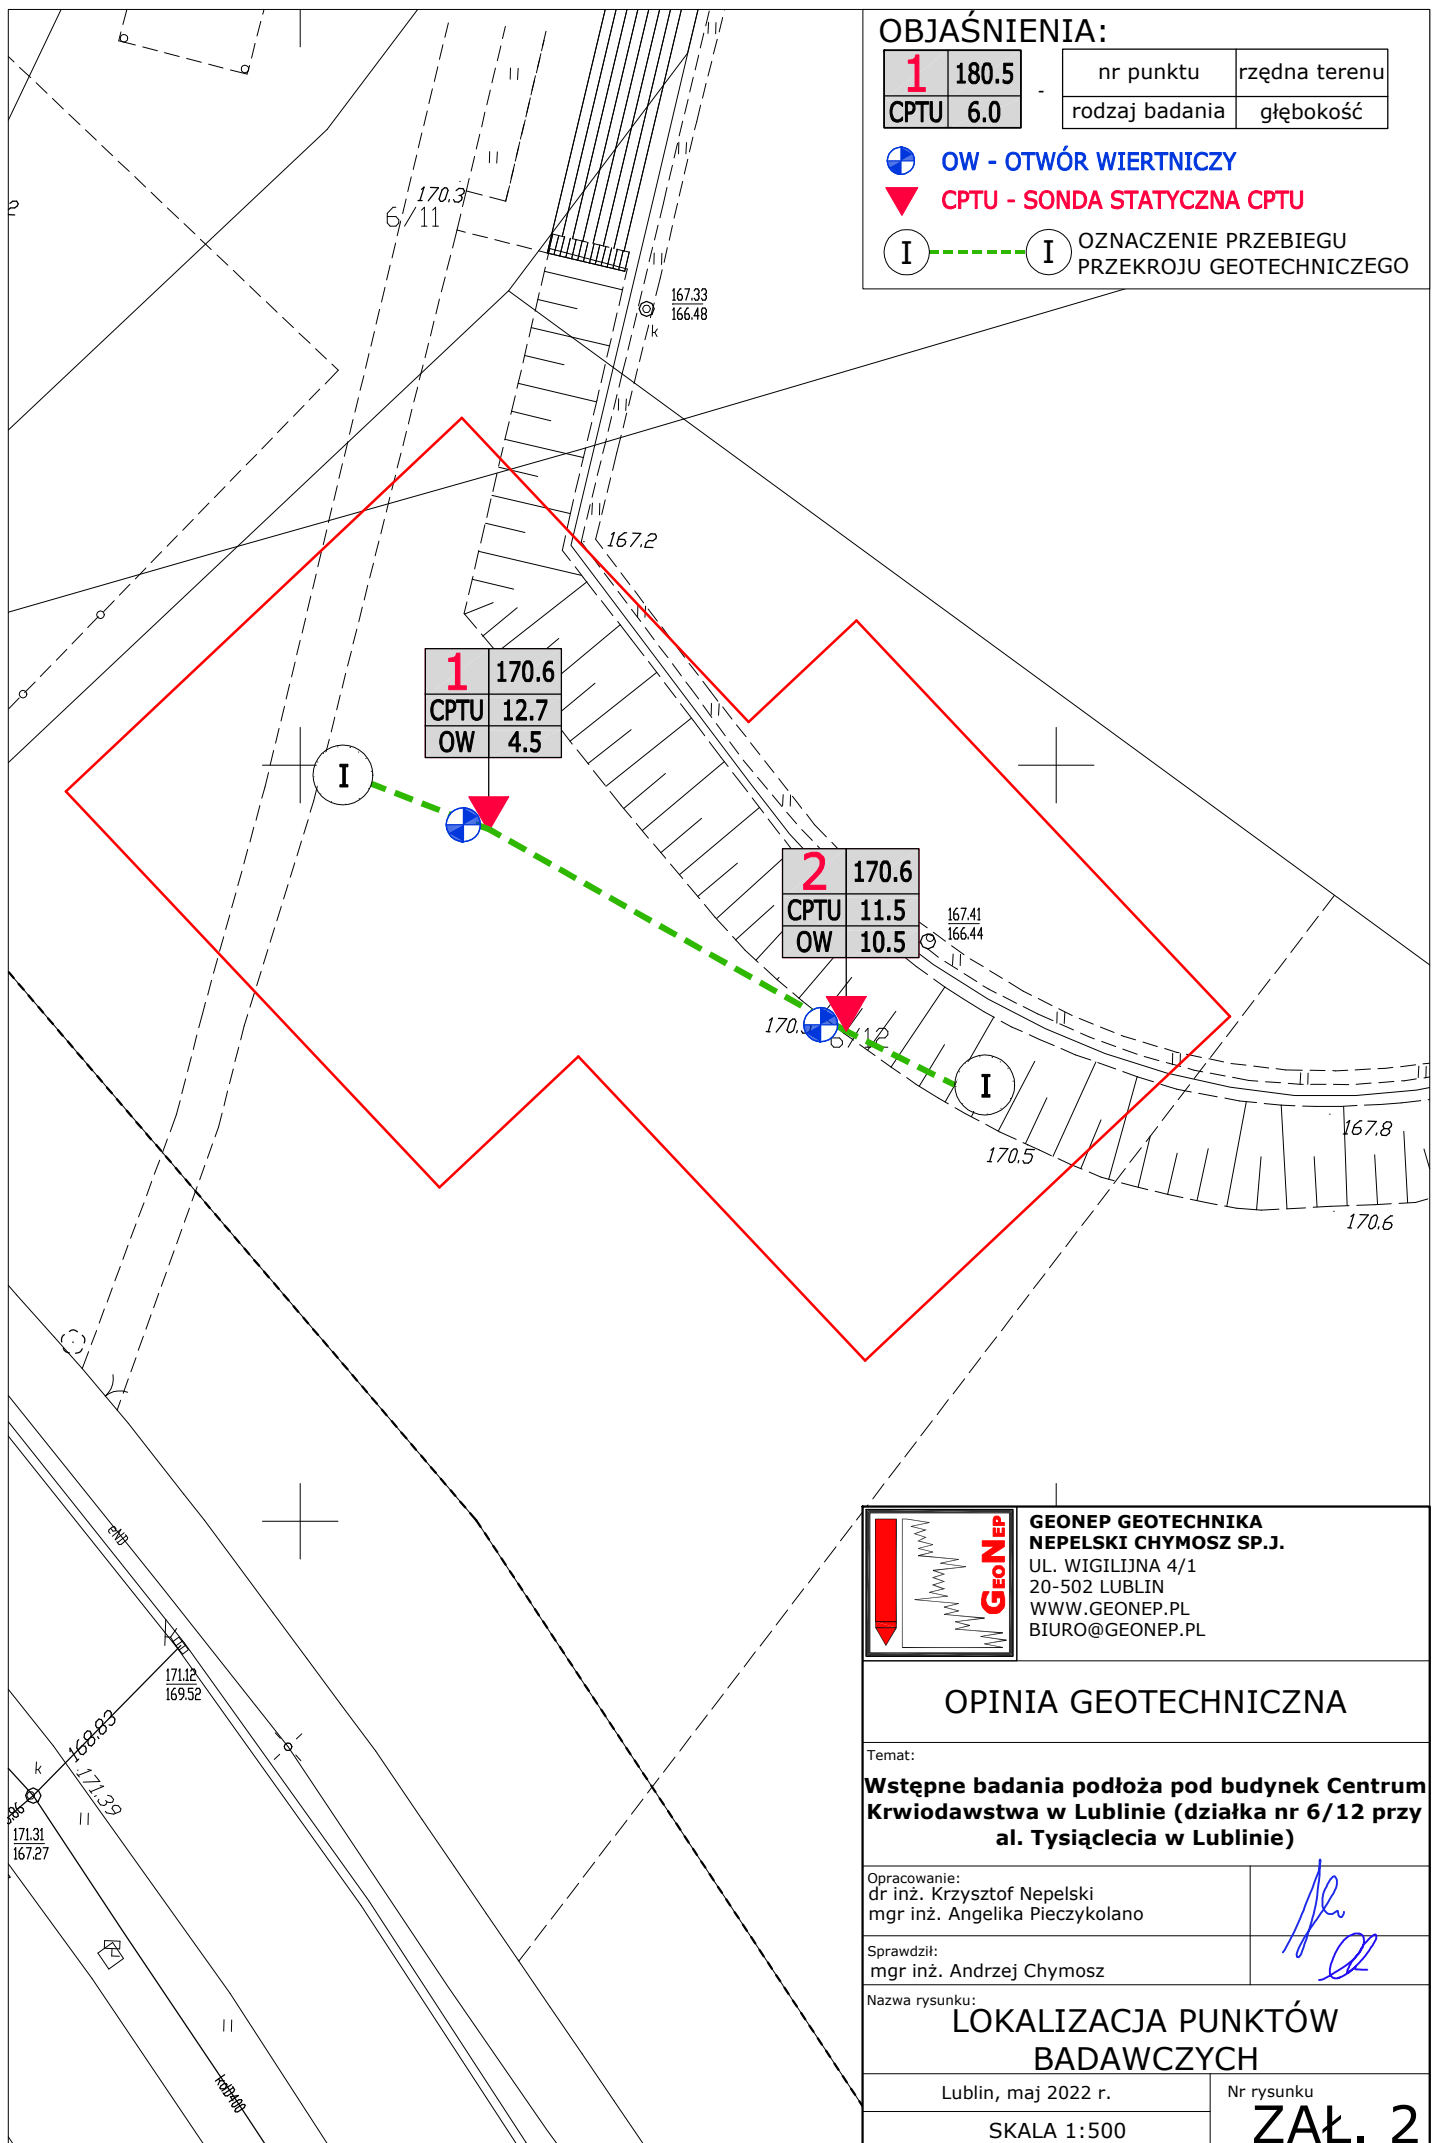 OBJAŚNIENIA:
1 180.5
CPTU 6.0
-
nr punktu rzędna terenu
rodzaj badania głębokość
OW - OTWÓR WIERTNICZY
CPTU - SONDA STATYCZNA CPTU
I I OZNACZENIE PRZEBIEGU
PRZEKROJU GEOTECHNICZEGO
170.3
6/11
2
167.33
166.48
k
167.2
1 170.6
CPTU 12.7
OW 4.5
I
2 170.6
CPTU 11.5
OW 10.5
167.41
166.44
6/12
I
170.5
167.8
170.6
eND
171.12
169.52
168.83
171.39
k
171.31
167.27
kdD400
GEONEP
GEONEP GEOTECHNIKA
NEPELSKI CHYMOSZ SP.J.
UL. WIGILIJNA 4/1
20-502 LUBLIN
WWW.GEONEP.PL
BIURO@GEONEP.PL
OPINIA GEOTECHNICZNA
Temat:
Wstępne badania podłoża pod budynek Centrum
Krwiodawstwa w Lublinie (działka nr 6/12 przy
al. Tysiąclecia w Lublinie)
Opracowanie:
dr inż. Krzysztof Nepelski
mgr inż. Angelika Pieczykolano
Sprawdził:
mgr inż. Andrzej Chymosz
Nazwa rysunku:
LOKALIZACJA PUNKTÓW
BADAWCZYCH
Lublin, maj 2022 r.
Nr rysunku
SKALA 1:500
ZAŁ. 2